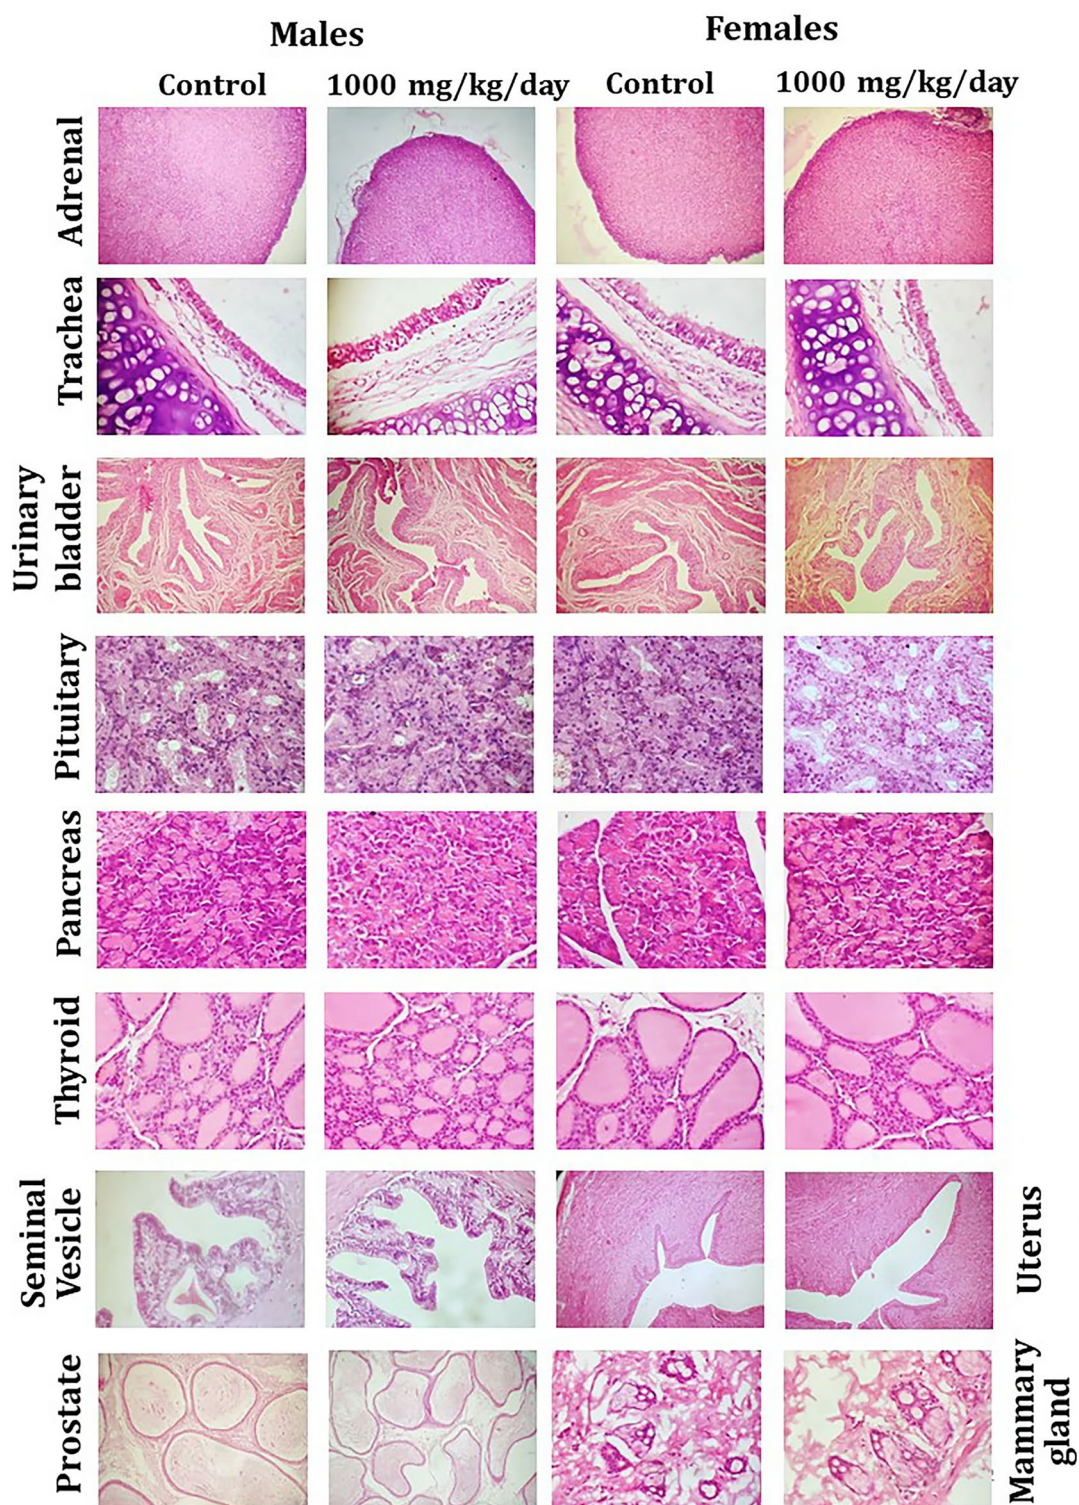 Males
Females
Control
1000 mg/kg/day
Control
1000 mg/kg/day
Adrenal
Trachea
Urinary
bladder
Pituitary
Pancreas
Thyroid
Seminal
Vesicle
Uterus
Prostate
Mammary
gland